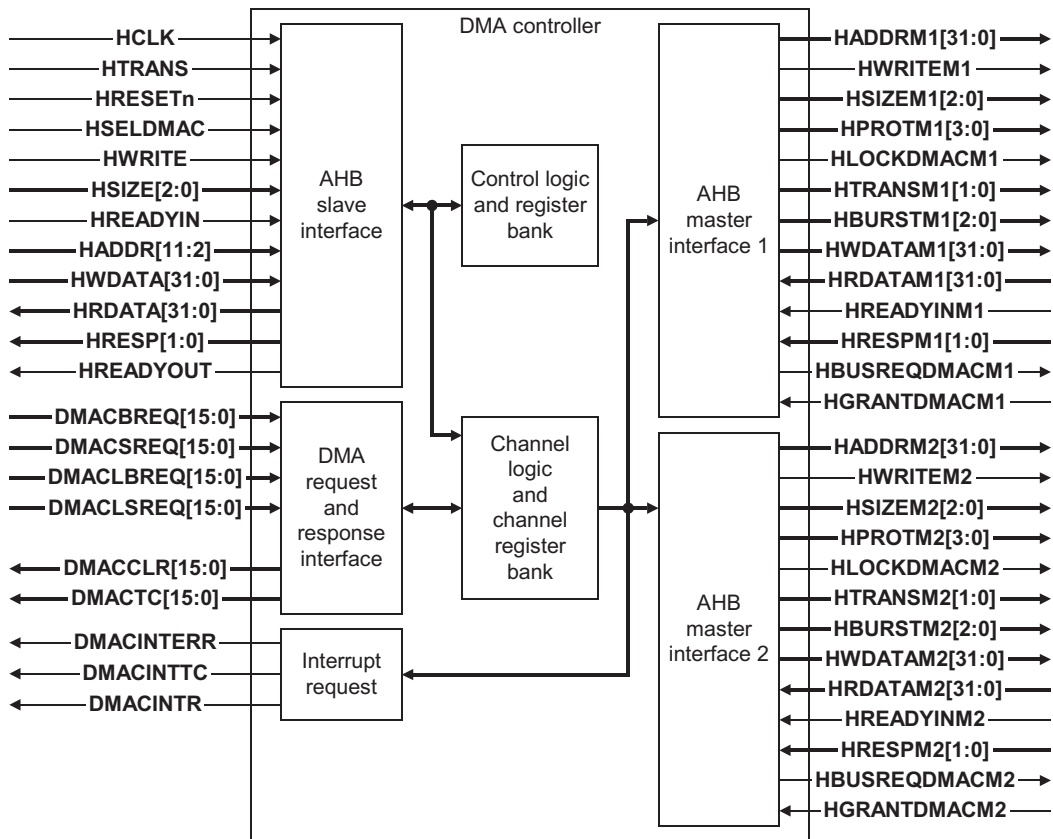 DMA controller
HCLK
HTRANS
HRESETn
HSELDMAC
HWRITE
HSIZE[2:0]
HREADYIN
HADDR[11:2]
HWDATA[31:0]
HRDATA[31:0]
HRESP[1:0]
HREADYOUT
AHB
slave
interface
DMACBREQ[15:0]
DMACSREQ[15:0]
DMACLBREQ[15:0]
DMACLSREQ[15:0]
DMACCLR[15:0]
DMACTC[15:0]
DMA
request
and
response
interface
DMACINTERR
DMACINTTC
DMACINTR
Interrupt
request
Control logic
and register
bank
Channel
logic
and
channel
register
bank
AHB
master
interface 1
HADDRM1[31:0]
HWRITEM1
HSIZEM1[2:0]
HPROTM1[3:0]
HLOCKDMACM1
HTRANSM1[1:0]
HBURSTM1[2:0]
HWDATAM1[31:0]
HRDATAM1[31:0]
HREADYINM1
HRESPM1[1:0]
HBUSREQDMACM1
HGRANTDMACM1
AHB
master
interface 2
HADDRM2[31:0]
HWRITEM2
HSIZEM2[2:0]
HPROTM2[3:0]
HLOCKDMACM2
HTRANSM2[1:0]
HBURSTM2[2:0]
HWDATAM2[31:0]
HRDATAM2[31:0]
HREADYINM2
HRESPM2[1:0]
HBUSREQDMACM2
HGRANTDMACM2